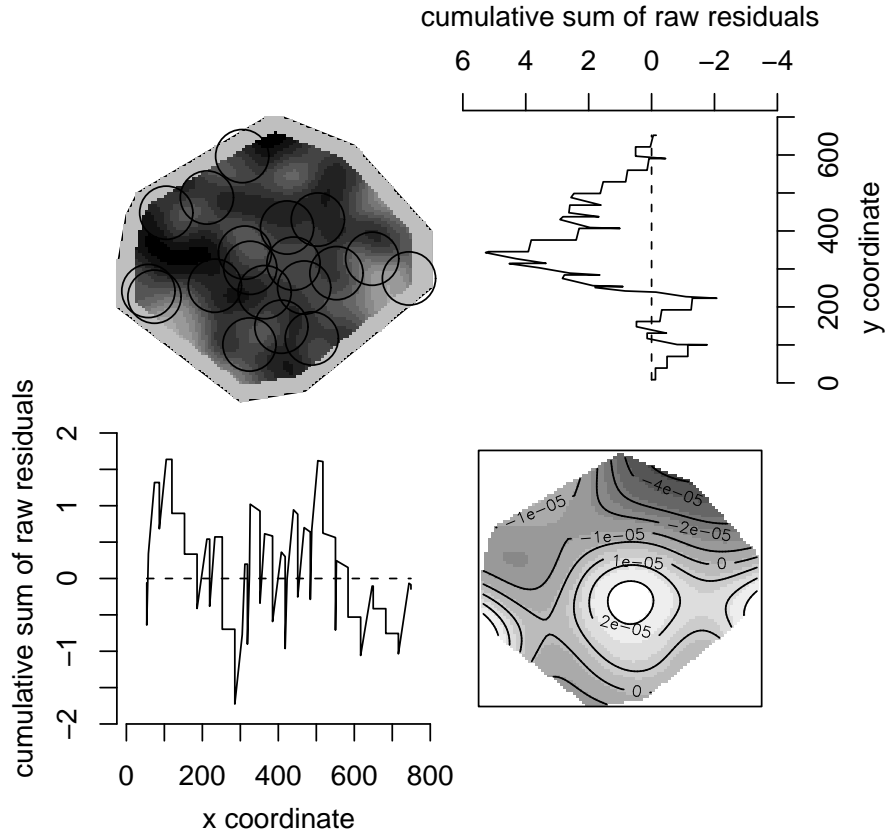 cumulative sum of raw residuals
6 4 2 0 −2 −4
0 200 400 600
y coordinate
cumulative sum of raw residuals
−2 −1 0 1 2
0 200 400 600 800
x coordinate
−4e−05
−1e−05
−2e−05
−1e−05
0
1e−05
2e−05
0